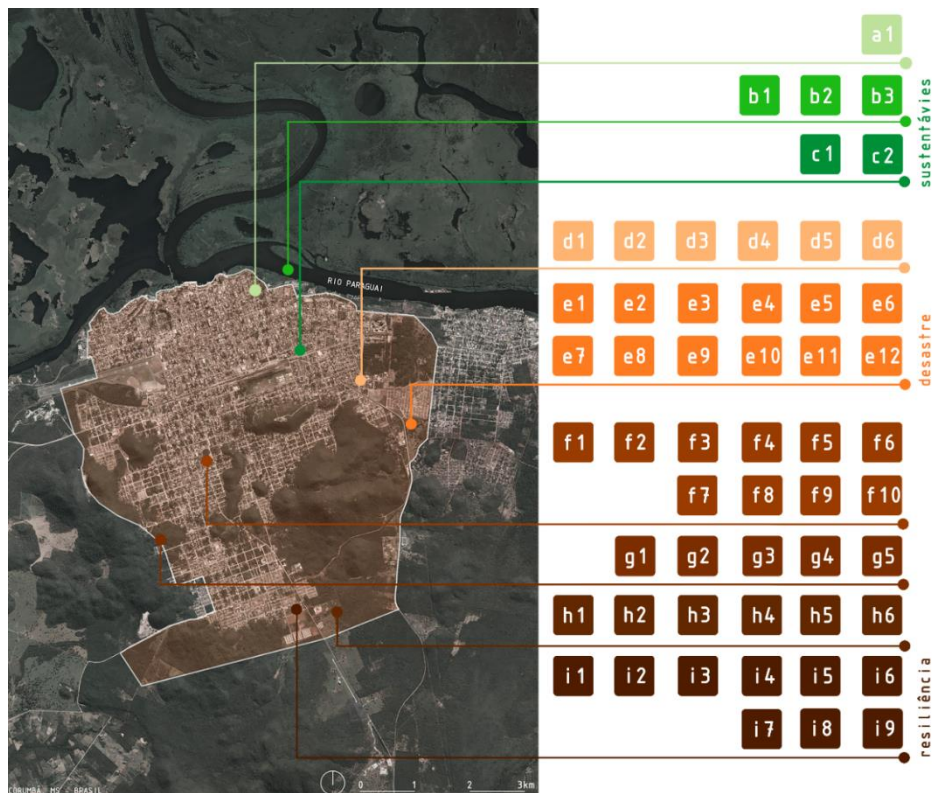 a1
b1 b2 b3
c1 c2
sustentávies
d1 d2 d3 d4 d5 d6
RIO PARAGUAI
e1 e2 e3 e4 e5 e6
e7 e8 e9 e10 e11 e12
desastre
f1 f2 f3 f4 f5 f6
f7 f8 f9 f10
g1 g2 g3 g4 g5
h1 h2 h3 h4 h5 h6
i1 i2 i3 i4 i5 i6
i7 i8 i9
resiliência
CORUMBÁ MS - BRASIL
0 1 2 3km